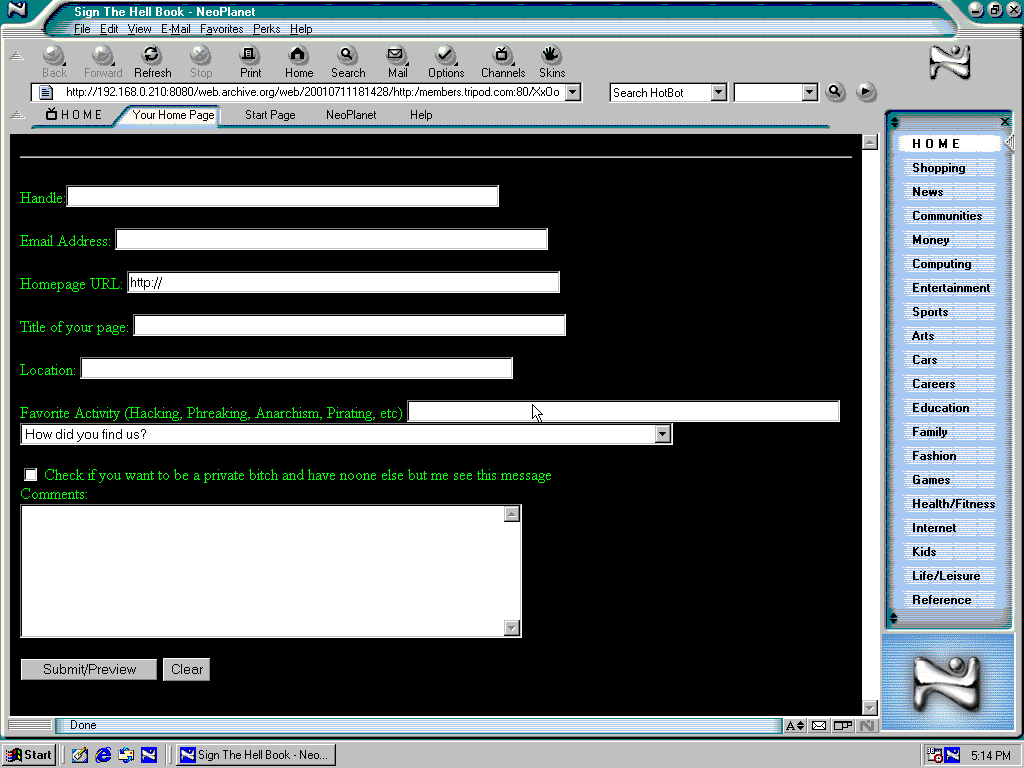 Sign The Hell Book - NeoPlanet
File Edit View E-Mail Favorites Perks Help
Back Forward Refresh Stop Print Home Search Mail Options Channels Skins
http://192.168.0.210:8080/web.archive.org/web/20010711181428/http:/members.tripod.com:80/XxOo
Search HotBot
H O M E Your Home Page Start Page NeoPlanet Help
H O M E
Shopping
News
Communities
Money
Computing
Entertainment
Sports
Arts
Cars
Careers
Education
Family
Fashion
Games
Health/Fitness
Internet
Kids
Life/Leisure
Reference
Handle:
Email Address:
Homepage URL: http://
Title of your page:
Location:
Favorite Activity (Hacking, Phreaking, Anarchism, Pirating, etc)
How did you find us?
Check if you want to be a private bitch and have noone else but me see this message
Comments:
Submit/Preview Clear
Done
A
Start Sign The Hell Book - Neo... 5:14 PM